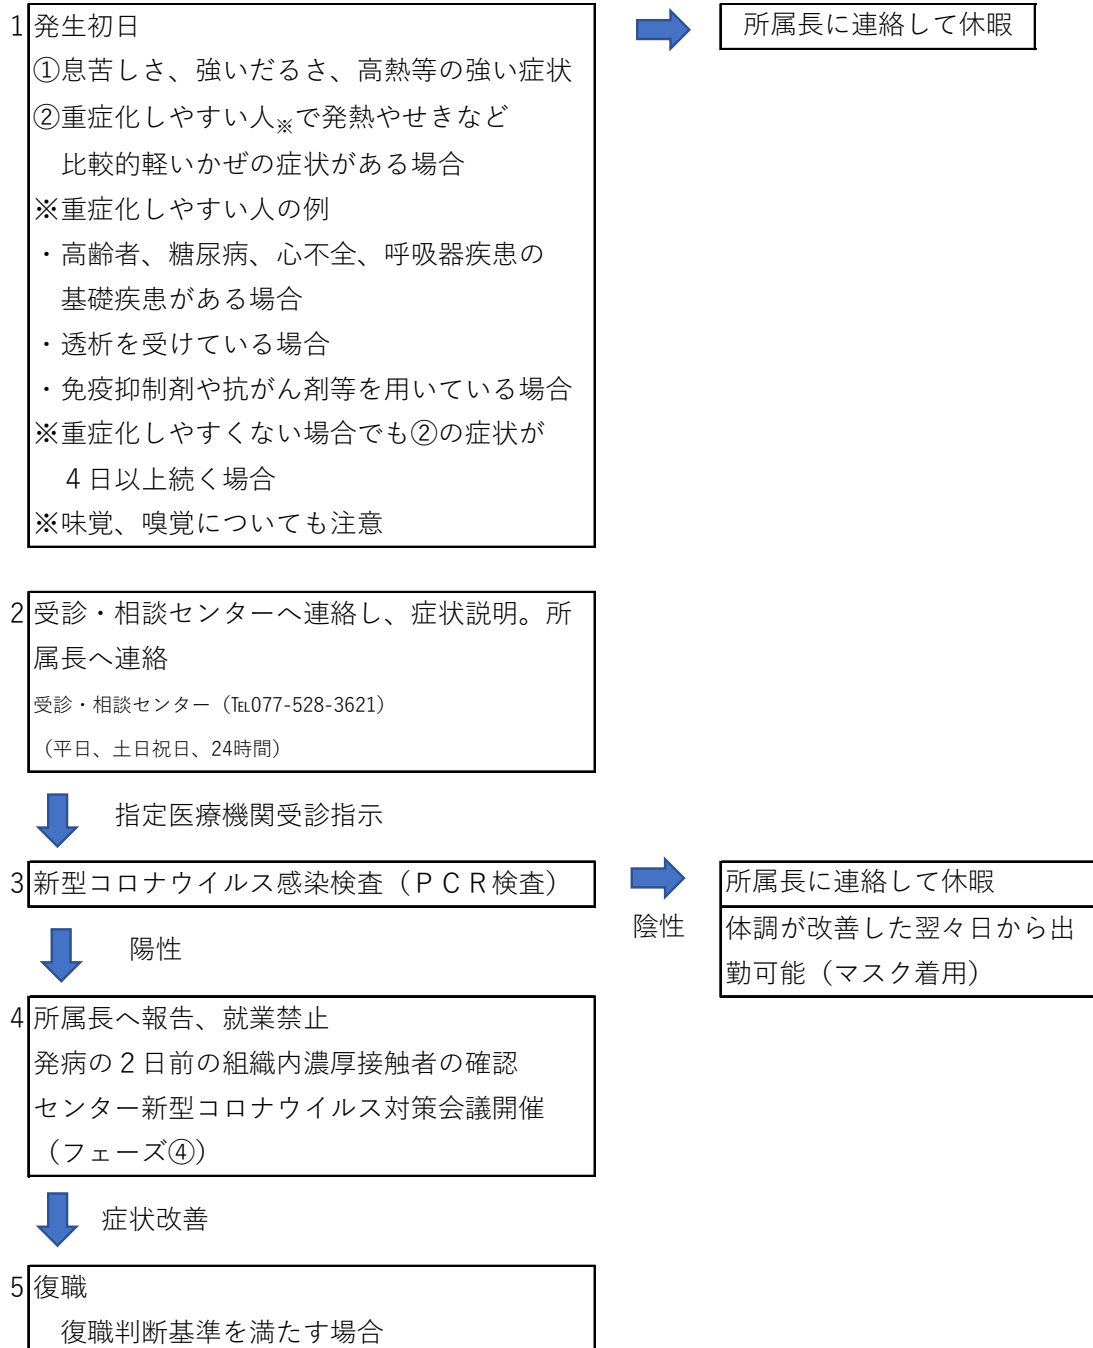 1 発生初日
所属長に連絡して休暇
①息苦しさ、強いだるさ、高熱等の強い症状
②重症化しやすい人※で発熱やせきなど
比較的軽いかぜの症状がある場合
※重症化しやすい人の例
・高齢者、糖尿病、心不全、呼吸器疾患の
基礎疾患がある場合
・透析を受けている場合
・免疫抑制剤や抗がん剤等を用いている場合
※重症化しやすくない場合でも②の症状が
４日以上続く場合
※味覚、嗅覚についても注意
2 受診・相談センターへ連絡し、症状説明。所
属長へ連絡
受診・相談センター（℡077-528-3621）
（平日、土日祝日、24時間）
指定医療機関受診指示
3 新型コロナウイルス感染検査（ＰＣＲ検査）
陰性
所属長に連絡して休暇
体調が改善した翌々日から出
勤可能（マスク着用）
陽性
4 所属長へ報告、就業禁止
発病の２日前の組織内濃厚接触者の確認
センター新型コロナウイルス対策会議開催
（フェーズ④）
症状改善
5 復職
復職判断基準を満たす場合